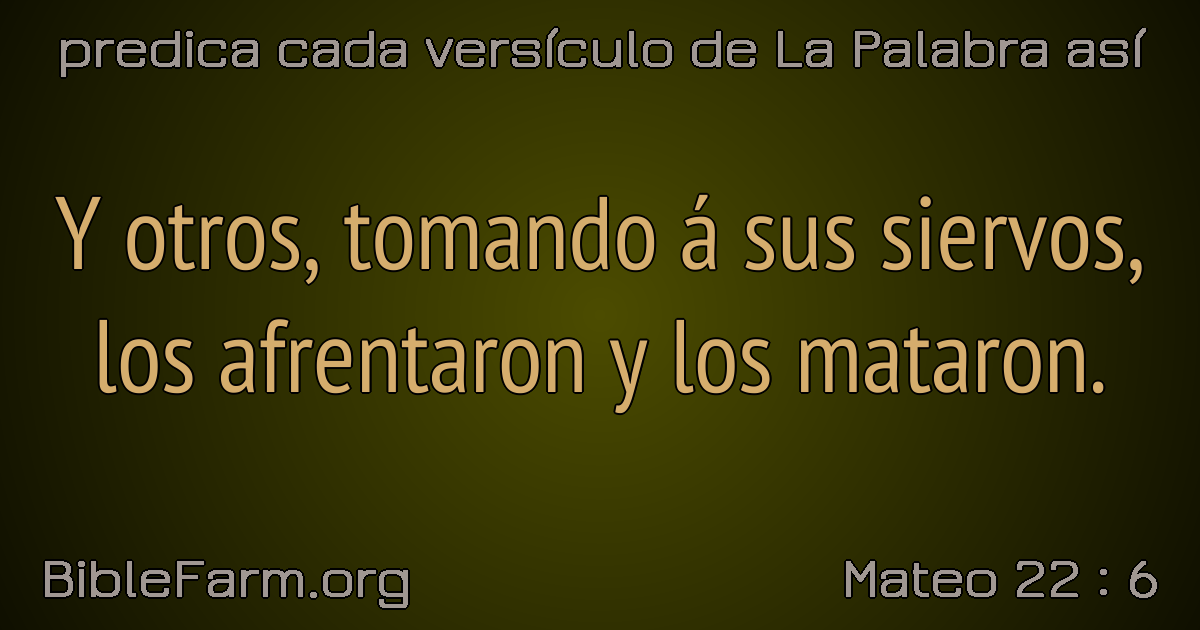 predica cada versículo de La Palabra así
Y otros, tomando á sus siervos,
los afrentaron y los mataron.
BibleFarm.org
Mateo 22 : 6